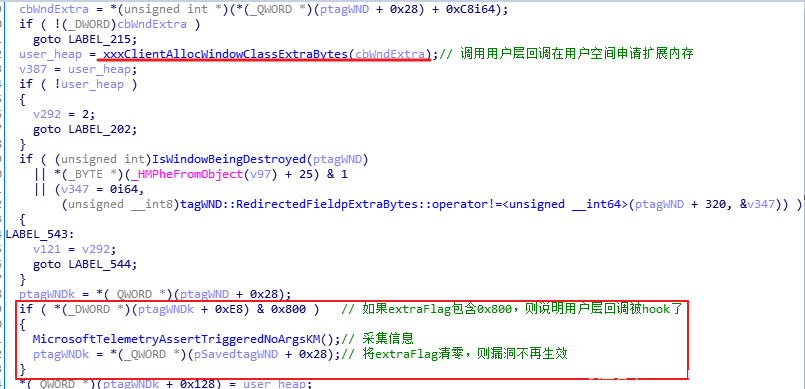 cbWndExtra = *(unsigned int *)(*(_QWORD *)(ptagWND + 0x28) + 0xC8i64);
if ( !(_DWORD)cbWndExtra )
goto LABEL_215;
user_heap = xxxClientAllocWindowClassExtraBytes(cbWndExtra);// 调用用户层回调在用户空间申请扩展内存
v387 = user_heap;
if ( !user_heap )
{
v292 = 2;
goto LABEL_202;
}
if ( (unsigned int)IsWindowBeingDestroyed(ptagWND)
|| *(_BYTE *)(_HMPheFromObject(v97) + 25) & 1
|| (v347 = 0i64,
(unsigned __int8)tagWND::RedirectedFieldpExtraBytes::operator!=<unsigned __int64>(ptagWND + 320, &v347)) )
{
LABEL_543:
v121 = v292;
goto LABEL_544;
}
ptagWNDk = *(_QWORD *)(ptagWND + 0x28);
if ( *(_DWORD *)(ptagWNDk + 0xE8) & 0x800 ) // 如果extraFlag包含0x800，则说明用户层回调被hook了
{
MicrosoftTelemetryAssertTriggeredNoArgsKM();// 采集信息
ptagWNDk = *(_QWORD *)(pSavedtagWND + 0x28);// 将extraFlag清零，则漏洞不再生效
}
*(_QWORD *)(ptagWNDk + 0x128) = user_heap;